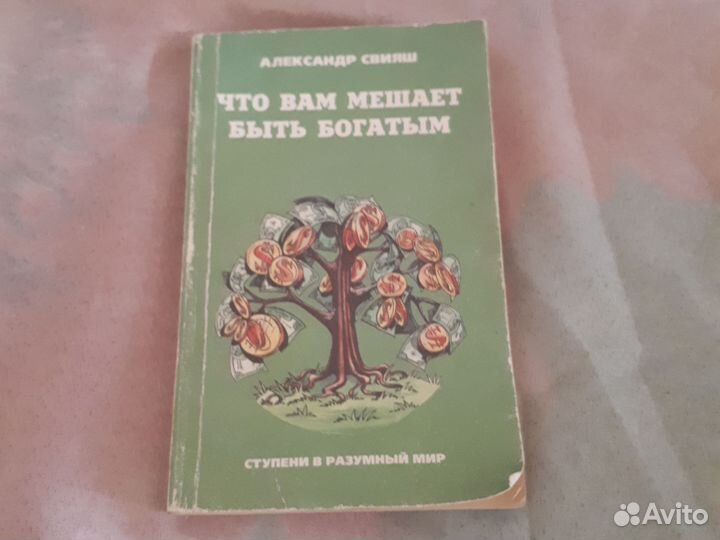 АЛЕКСАНДР СВИЯШ
ЧТО ВАМ МЕШАЕТ
БЫТЬ БОГАТЫМ
СТУПЕНИ В РАЗУМНЫЙ МИР
Avito